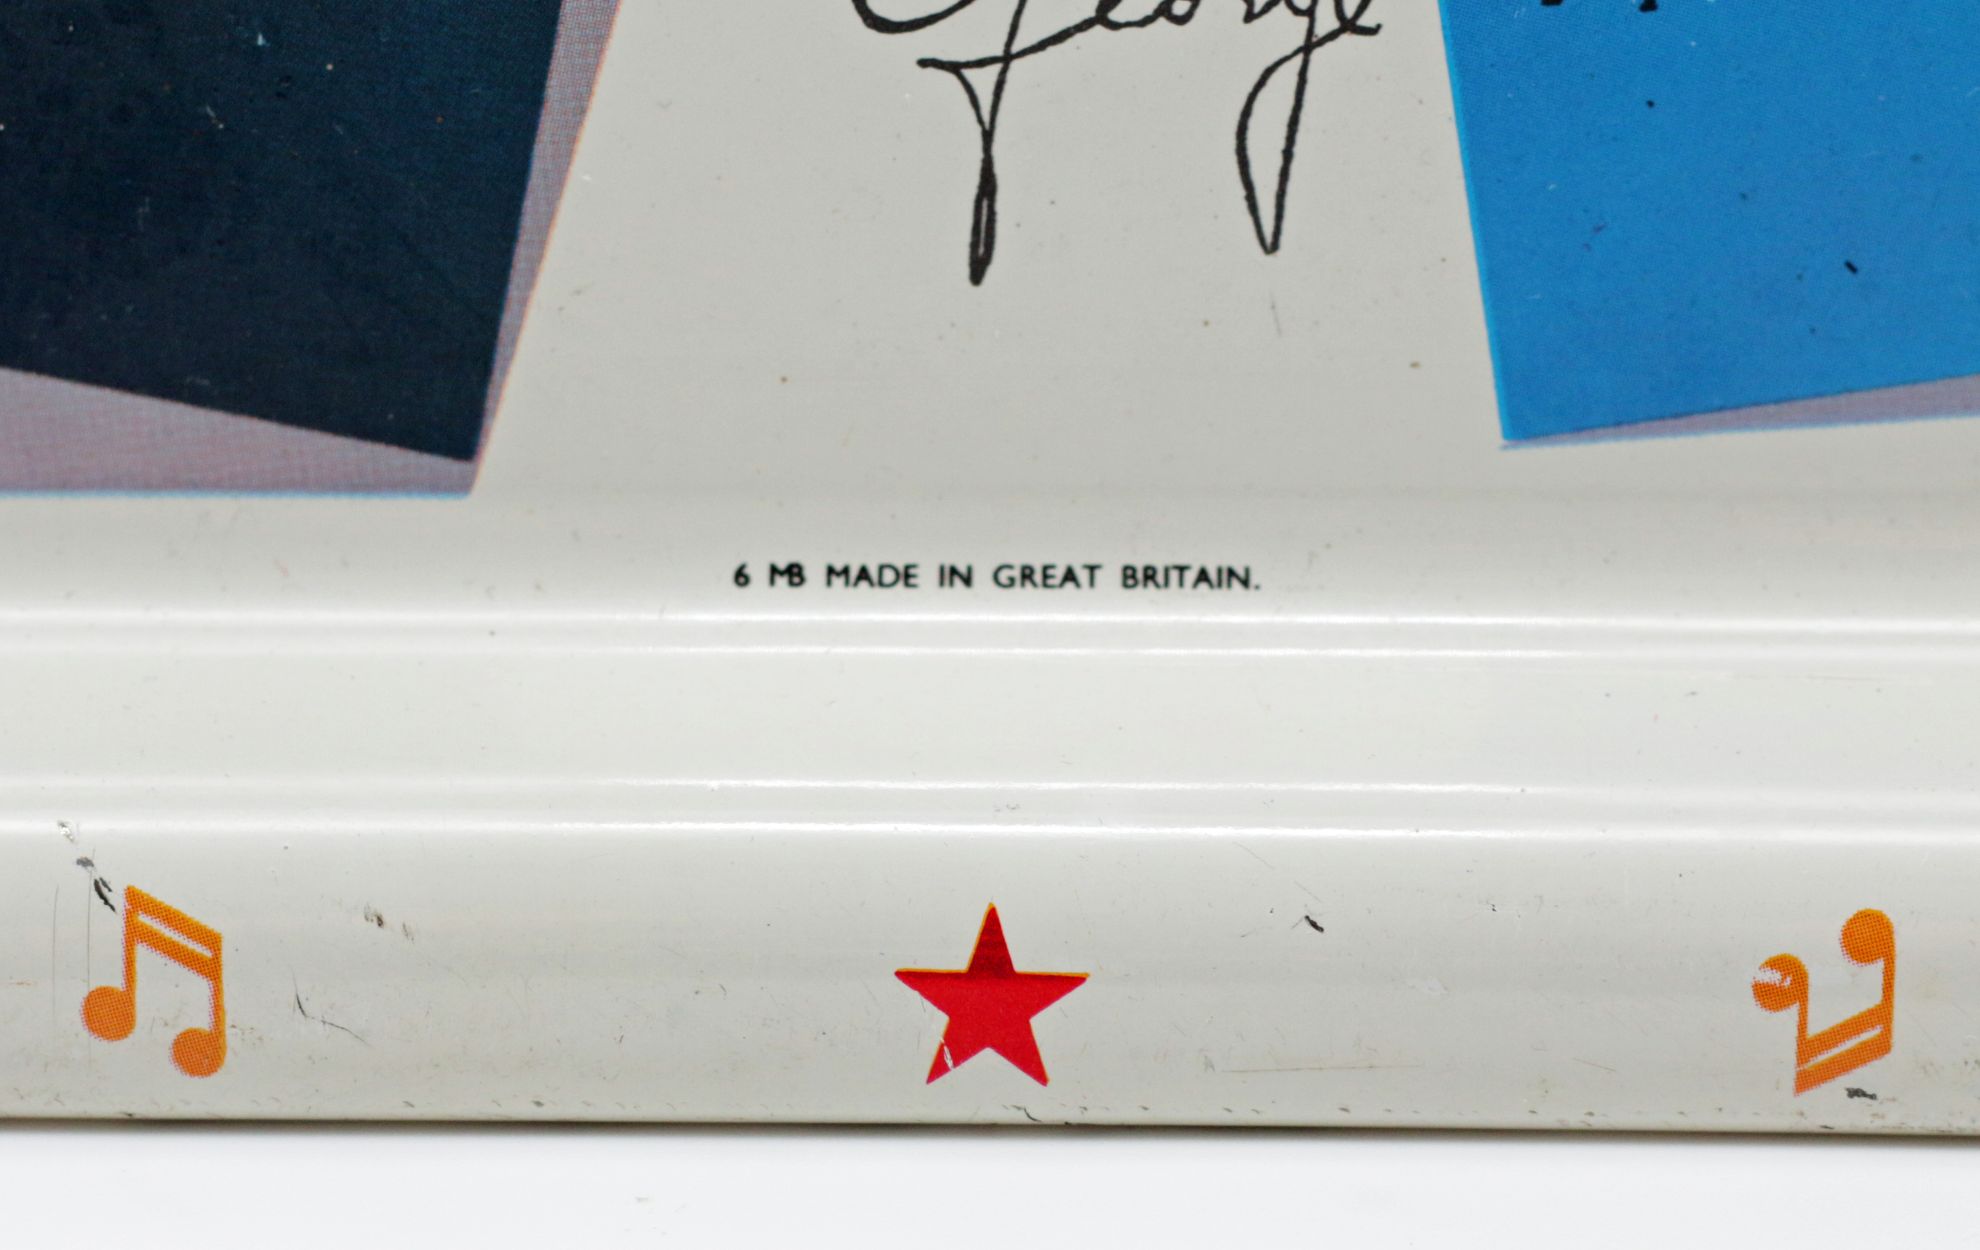 George
6 MB MADE IN GREAT BRITAIN.